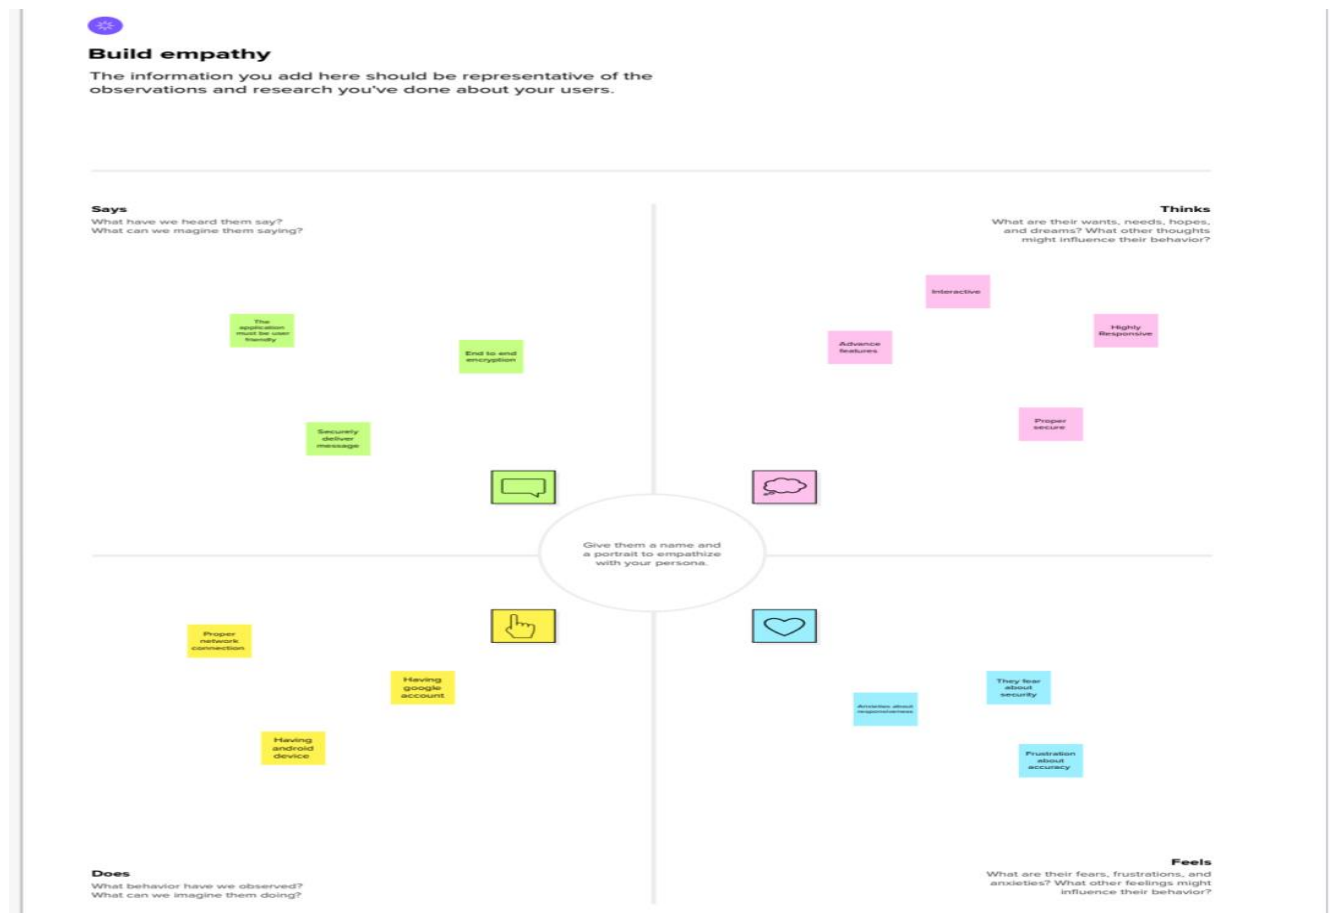 Build empathy
The information you add here should be representative of the
observations and research you've done about your users.
Says
What have we heard them say?
What can we magine them saying?
Thinks
What are their wants, needs, hopes,
and dreams? What other thoughts
might influence their behavior?
The
application
must be user
friendly
End to end
encryption
Securely
deliver
message
Interactive
Advance
features
Highly
Responsive
Proper
secure
Give them a name and
a portrait to empathize
with your persona.
Proper
network
connection
Having
google
account
Having
android
device
Anxieties about
responsiveness
They fear
about
security
Frustration
about
accuracy
Does
What behavior have we observed?
What can we imagine them doing?
Feels
What are their fears, frustrations, and
anxieties? What other feelings might
influence their behavior?